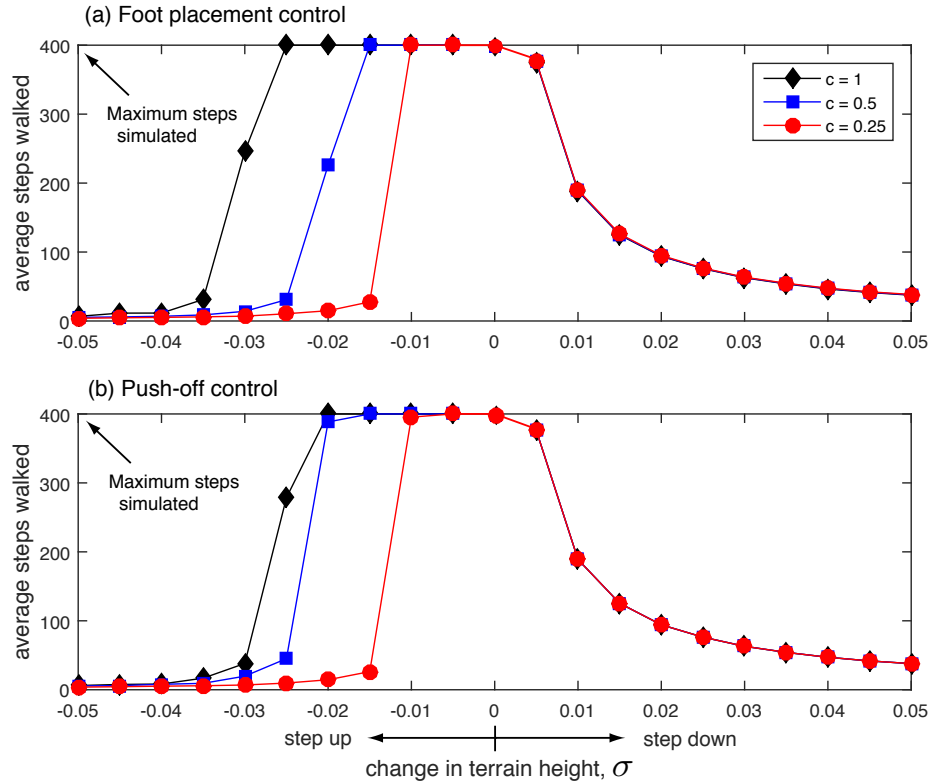 (a) Foot placement control
400
300
200
100
0
average steps walked
Maximum steps
simulated
c = 1
c = 0.5
c = 0.25
-0.05 -0.04 -0.03 -0.02 -0.01 0 0.01 0.02 0.03 0.04 0.05
(b) Push-off control
400
300
200
100
0
average steps walked
Maximum steps
simulated
-0.05 -0.04 -0.03 -0.02 -0.01 0 0.01 0.02 0.03 0.04 0.05
step up step down
change in terrain height, σ